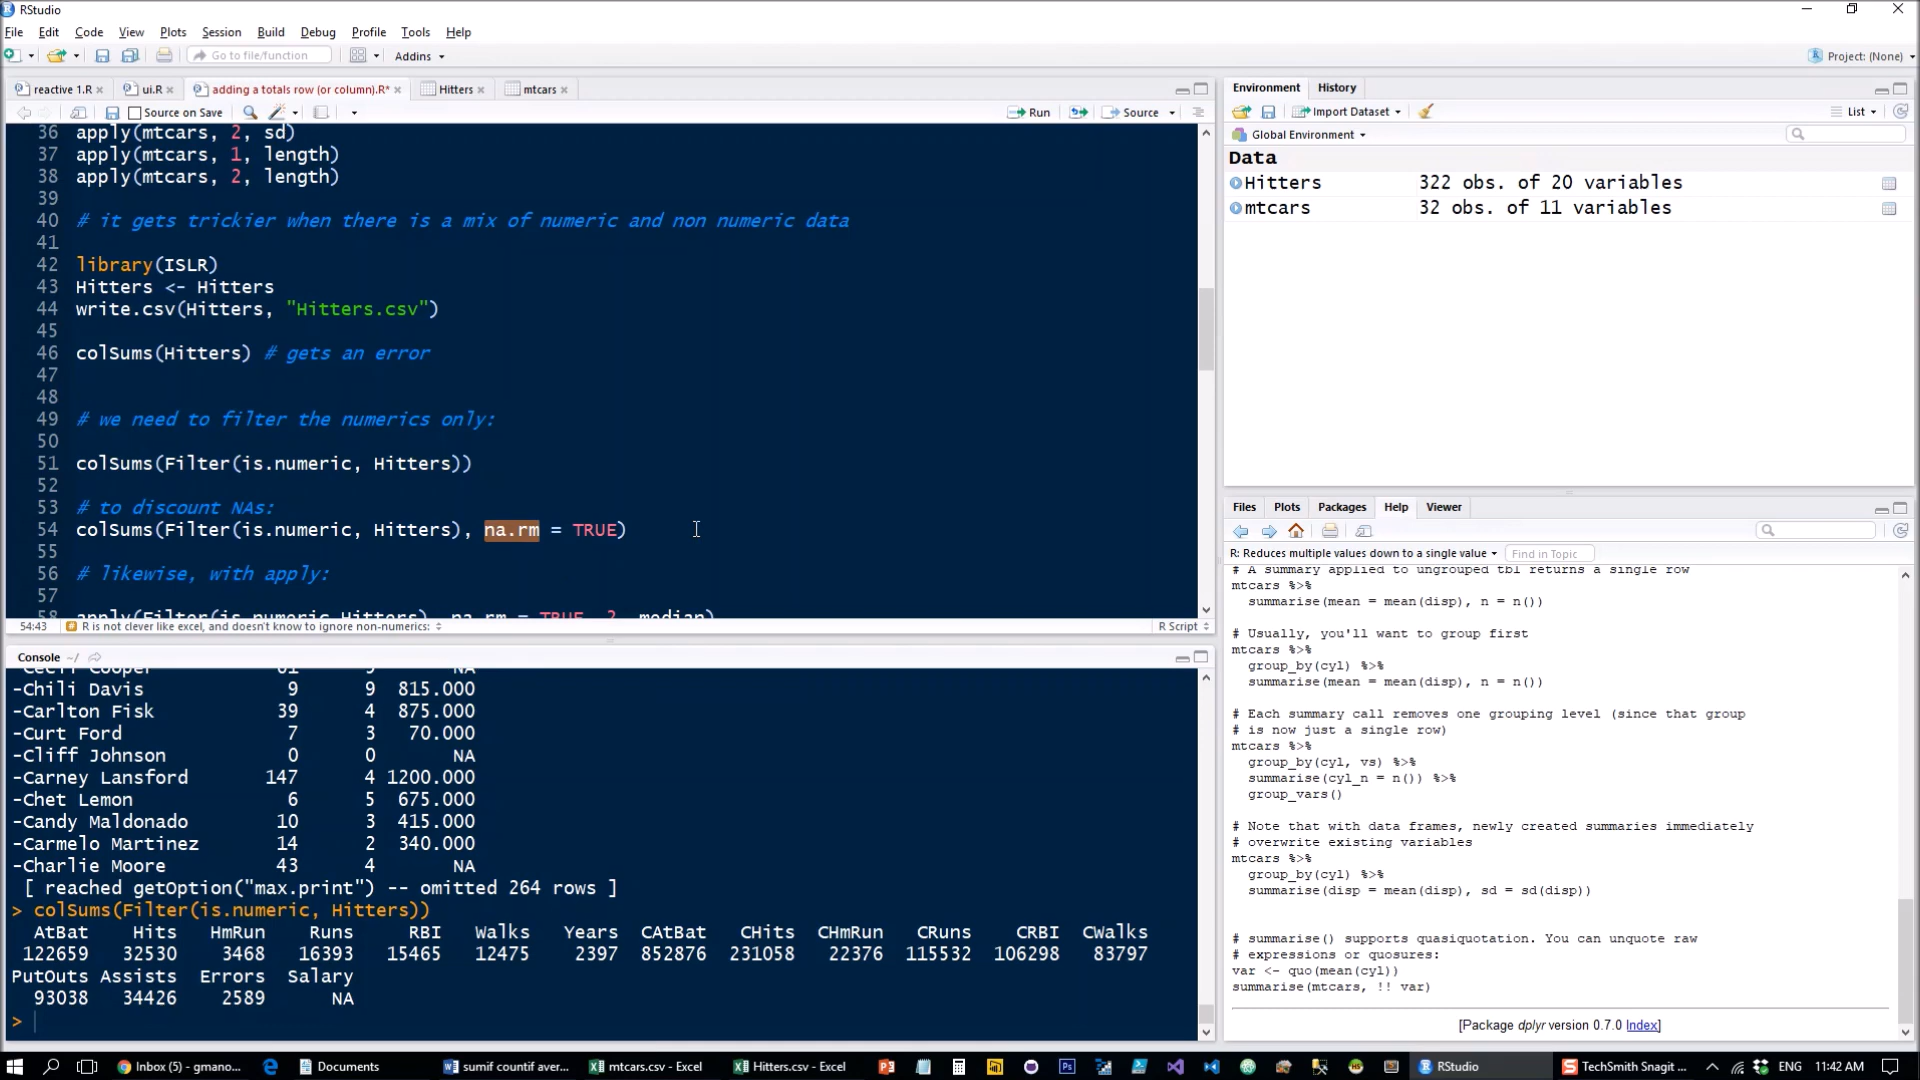 RStudio
File Edit Code View Plots Session Build Debug Profile Tools Help
Go to file/function Addins Project: (None)
reactive 1.R ui.R adding a totals row (or column).R* Hitters mtcars
Source on Save Run Source
36 apply(mtcars, 2, sd)
37 apply(mtcars, 1, length)
38 apply(mtcars, 2, length)
39
40 # it gets trickier when there is a mix of numeric and non numeric data
41
42 library(ISLR)
43 Hitters <- Hitters
44 write.csv(Hitters, "Hitters.csv")
45
46 colSums(Hitters) # gets an error
47
48
49 # we need to filter the numerics only:
50
51 colSums(Filter(is.numeric, Hitters))
52
53 # to discount NAs:
54 colSums(Filter(is.numeric, Hitters), na.rm = TRUE)
55
56 # likewise, with apply:
57
58 apply(Filter(is.numeric,Hitters), na.rm = TRUE, 2, median)
54:43 R is not clever like excel, and doesn't know to ignore non-numerics: R Script
Console ~/
-Cecil Cooper 61 5 NA
-Chili Davis 9 9 815.000
-Carlton Fisk 39 4 875.000
-Curt Ford 7 3 70.000
-Cliff Johnson 0 0 NA
-Carney Lansford 147 4 1200.000
-Chet Lemon 6 5 675.000
-Candy Maldonado 10 3 415.000
-Carmelo Martinez 14 2 340.000
-Charlie Moore 43 4 NA
[ reached getOption("max.print") -- omitted 264 rows ]
> colSums(Filter(is.numeric, Hitters))
AtBat Hits HmRun Runs RBI Walks Years CAtBat CHits CHmRun CRuns CRBI CWalks
122659 32530 3468 16393 15465 12475 2397 852876 231058 22376 115532 106298 83797
PutOuts Assists Errors Salary
93038 34426 2589 NA
>
Environment History
Import Dataset List
Global Environment
Data
Hitters 322 obs. of 20 variables
mtcars 32 obs. of 11 variables
Files Plots Packages Help Viewer
R: Reduces multiple values down to a single value Find in Topic
# A summary applied to ungrouped tbl returns a single row
mtcars %>%
summarise(mean = mean(disp), n = n())
# Usually, you'll want to group first
mtcars %>%
group_by(cyl) %>%
summarise(mean = mean(disp), n = n())
# Each summary call removes one grouping level (since that group
# is now just a single row)
mtcars %>%
group_by(cyl, vs) %>%
summarise(cyl_n = n()) %>%
group_vars()
# Note that with data frames, newly created summaries immediately
# overwrite existing variables
mtcars %>%
group_by(cyl) %>%
summarise(disp = mean(disp), sd = sd(disp))
# summarise() supports quasiquotation. You can unquote raw
# expressions or quosures:
var <- quo(mean(cyl))
summarise(mtcars, !! var)
[Package dplyr version 0.7.0 Index]
Inbox (5) - gmano... Documents sumif countif aver... mtcars.csv - Excel Hitters.csv - Excel RStudio TechSmith Snagit ... ENG 11:42 AM